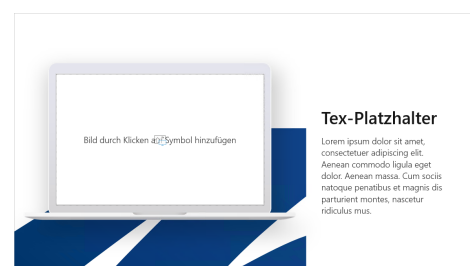 Bild durch Klicken auf Symbol hinzufügen
Tex-Platzhalter
Lorem ipsum dolor sit amet,
consectetuer adipiscing elit.
Aenean commodo ligula eget
dolor. Aenean massa. Cum sociis
natoque penatibus et magnis dis
parturient montes, nascetur
ridiculus mus.